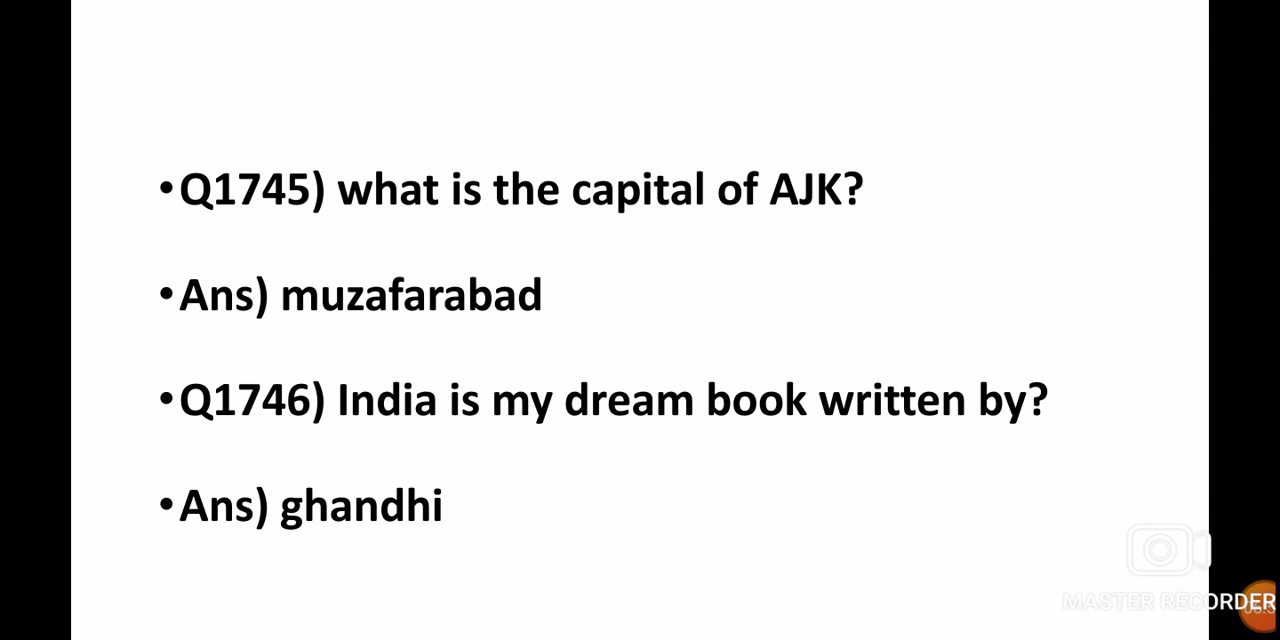 •Q1745) what is the capital of AJK?
•Ans) muzafarabad
•Q1746) India is my dream book written by?
•Ans) ghandhi
MASTER RECORDER